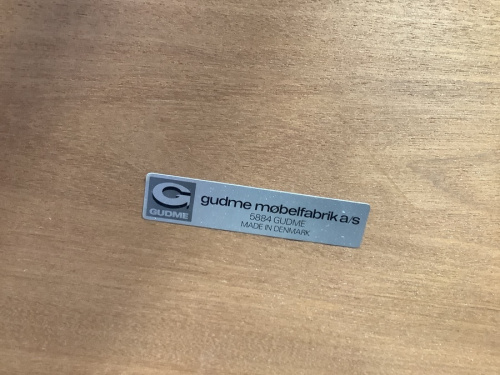 G
GUDME
gudme møbelfabrik a/s
5884 GUDME
MADE IN DENMARK